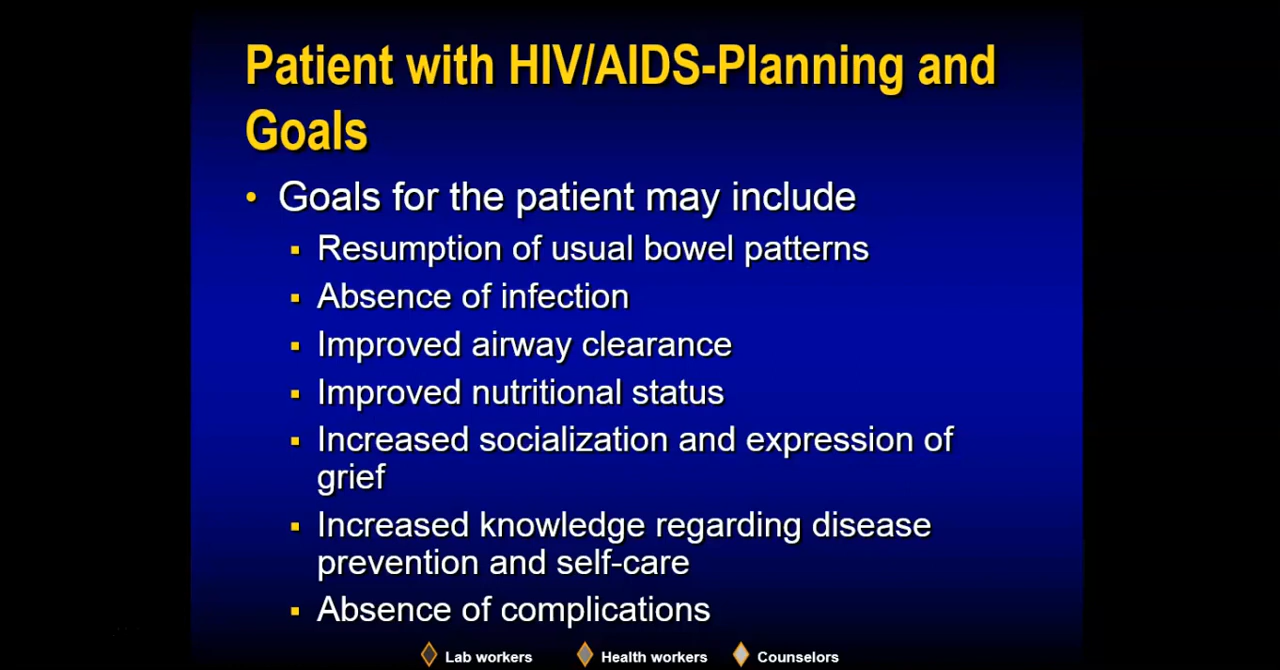 Patient with HIV/AIDS-Planning and
Goals
• Goals for the patient may include
▪ Resumption of usual bowel patterns
▪ Absence of infection
▪ Improved airway clearance
▪ Improved nutritional status
▪ Increased socialization and expression of
grief
▪ Increased knowledge regarding disease
prevention and self-care
▪ Absence of complications
Lab workers Health workers Counselors